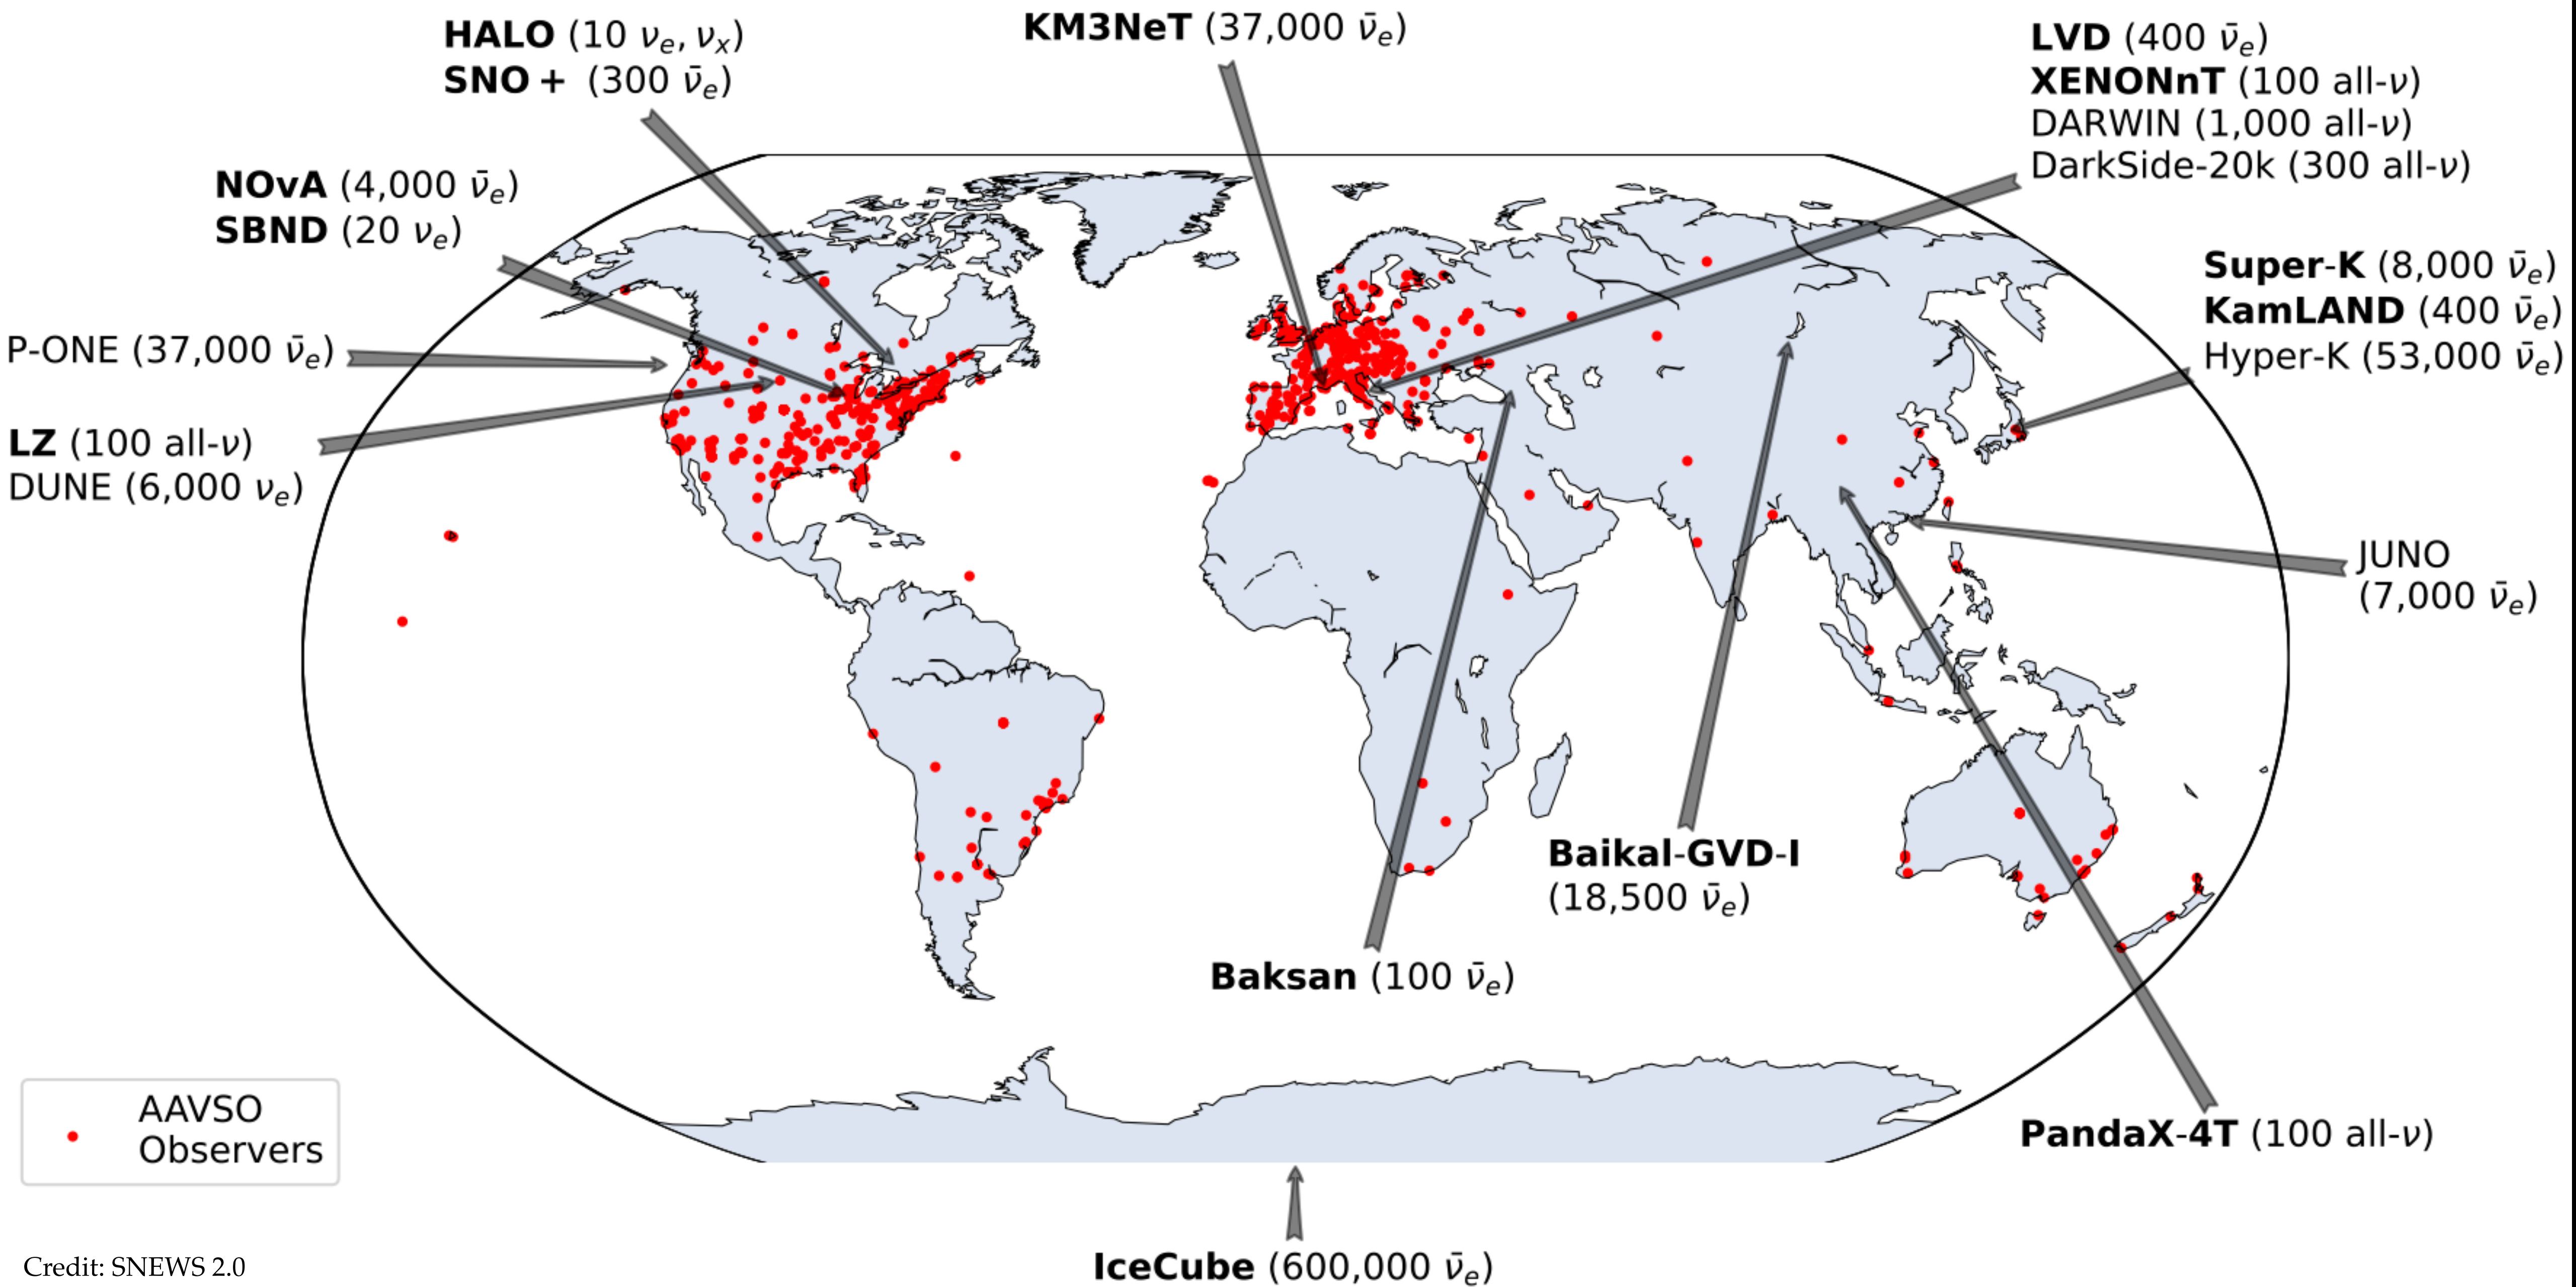 HALO (10 νₑ, νₓ)
SNO + (300 ν̄ₑ)
KM3NeT (37,000 ν̄ₑ)
LVD (400 ν̄ₑ)
XENONnT (100 all-ν)
DARWIN (1,000 all-ν)
DarkSide-20k (300 all-ν)
NOvA (4,000 ν̄ₑ)
SBND (20 νₑ)
Super-K (8,000 ν̄ₑ)
KamLAND (400 ν̄ₑ)
Hyper-K (53,000 ν̄ₑ)
P-ONE (37,000 ν̄ₑ)
LZ (100 all-ν)
DUNE (6,000 νₑ)
JUNO
(7,000 ν̄ₑ)
Baikal-GVD-I
(18,500 ν̄ₑ)
Baksan (100 ν̄ₑ)
PandaX-4T (100 all-ν)
AAVSO
Observers
IceCube (600,000 ν̄ₑ)
Credit: SNEWS 2.0